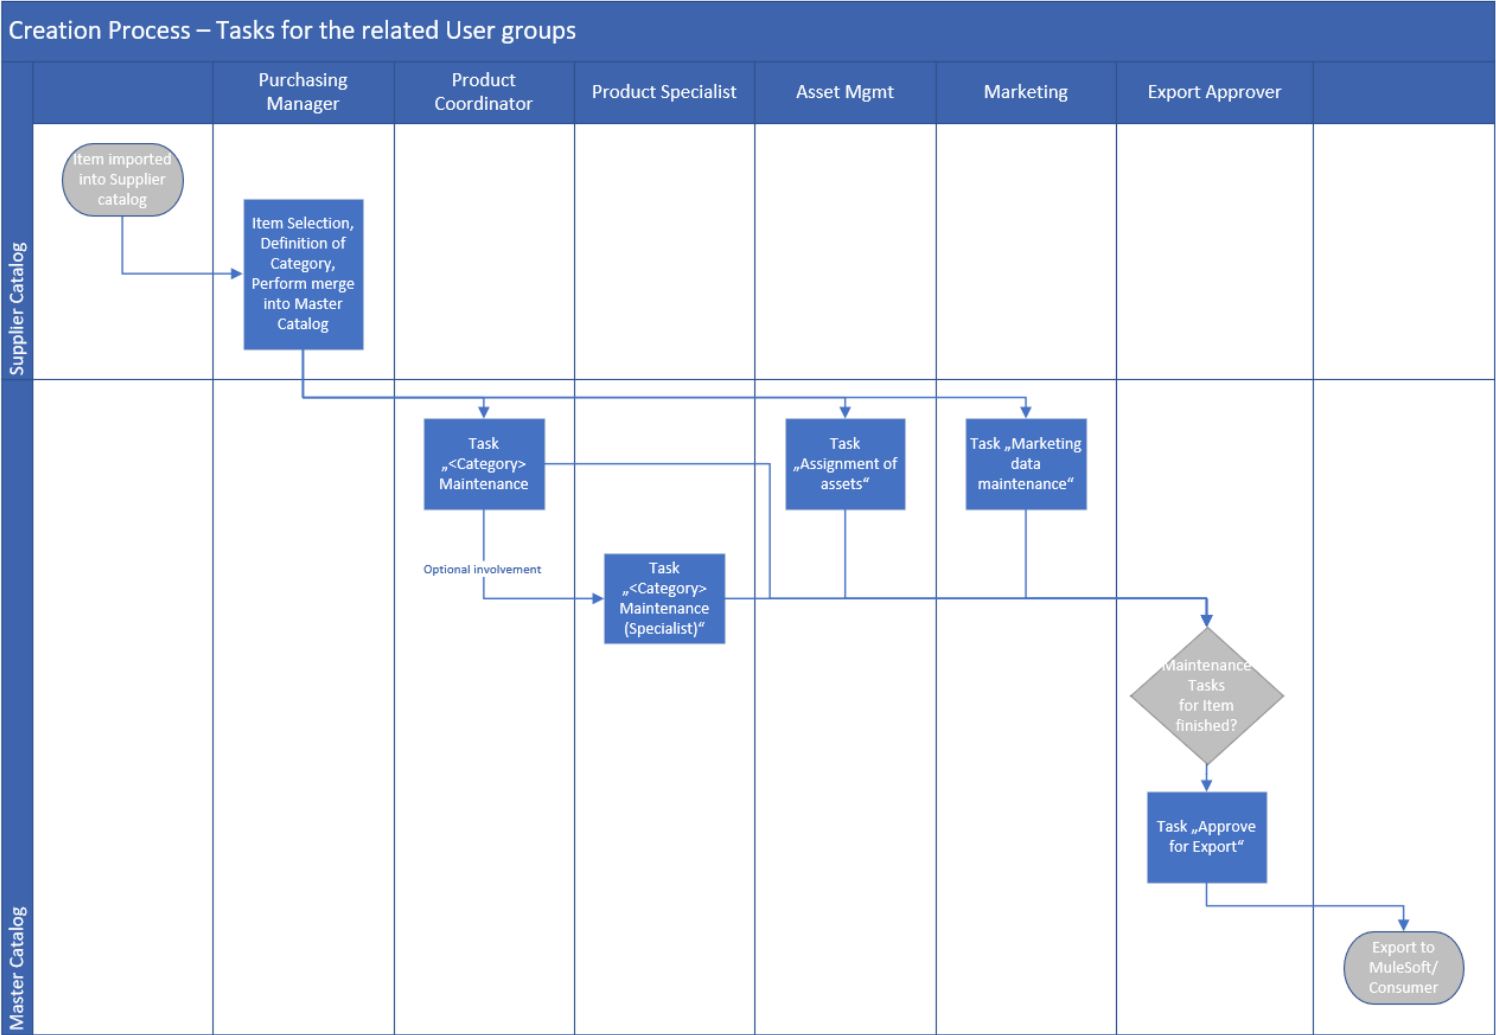 Creation Process – Tasks for the related User groups
Purchasing
Manager
Product
Coordinator
Product Specialist
Asset Mgmt
Marketing
Export Approver
Supplier Catalog
Item imported
into Supplier
catalog
Item Selection,
Definition of
Category,
Perform merge
into Master
Catalog
Master Catalog
Task
„<Category>
Maintenance
Task
„Assignment of
assets“
Task „Marketing
data
maintenance“
Optional involvement
Task
„<Category>
Maintenance
(Specialist)“
Maintenance
Tasks
for Item
finished?
Task „Approve
for Export“
Export to
MuleSoft/
Consumer